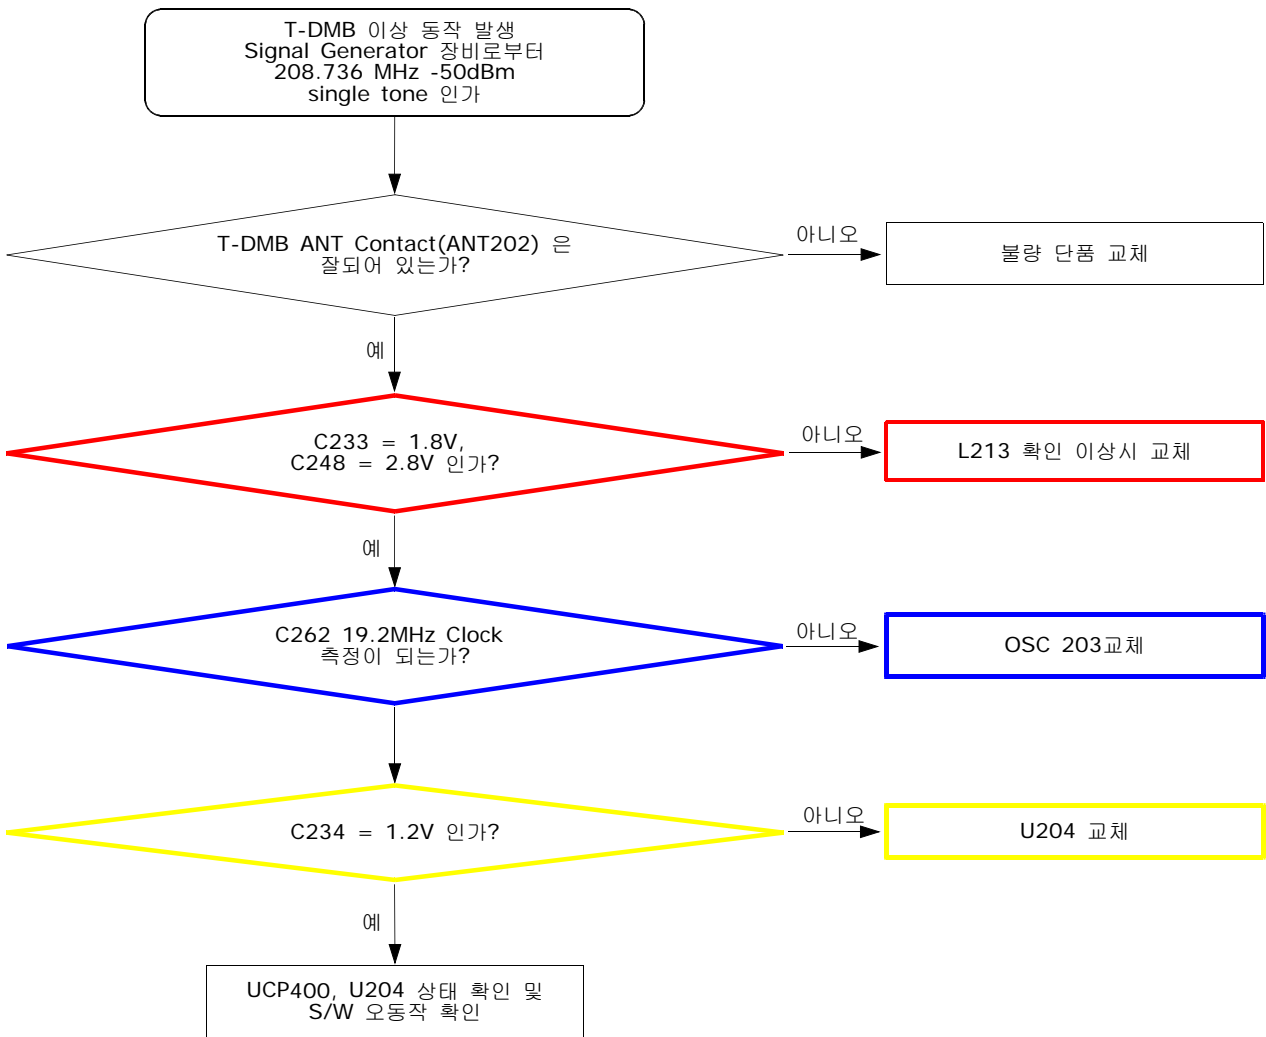 T-DMB 이상 동작 발생
Signal Generator 장비로부터
208.736 MHz -50dBm
single tone 인가
T-DMB ANT Contact(ANT202) 은
잘되어 있는가?
아니오
불량 단품 교체
예
C233 = 1.8V,
C248 = 2.8V 인가?
아니오
L213 확인 이상시 교체
예
C262 19.2MHz Clock
측정이 되는가?
아니오
OSC 203교체
C234 = 1.2V 인가?
아니오
U204 교체
예
UCP400, U204 상태 확인 및
S/W 오동작 확인